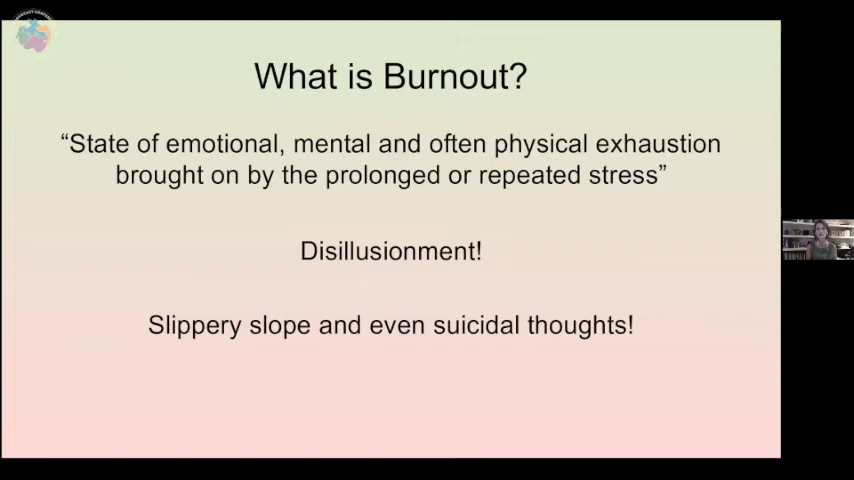 What is Burnout?
“State of emotional, mental and often physical exhaustion
brought on by the prolonged or repeated stress”
Disillusionment!
Slippery slope and even suicidal thoughts!